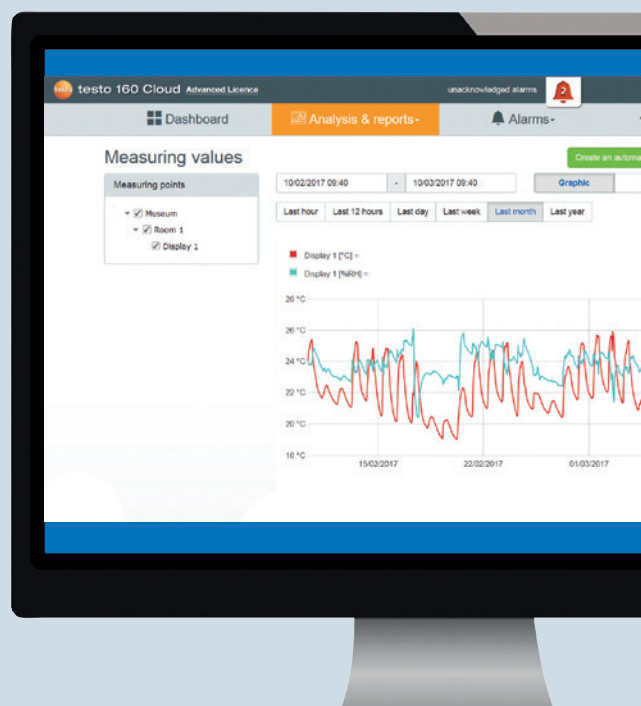 testo testo 160 Cloud Advanced Licence unacknowledged alarms 2
Dashboard Analysis & reports Alarms
Measuring values
Create an automa
Measuring points
10/02/2017 09:40 - 10/03/2017 09:40 Graphic
Last hour Last 12 hours Last day Last week Last month Last year
Museum
Room 1
Display 1
Display 1 [°C] =
Display 1 [%RH] =
28 °C
26 °C
24 °C
22 °C
20 °C
18 °C
15/02/2017 22/02/2017 01/03/2017